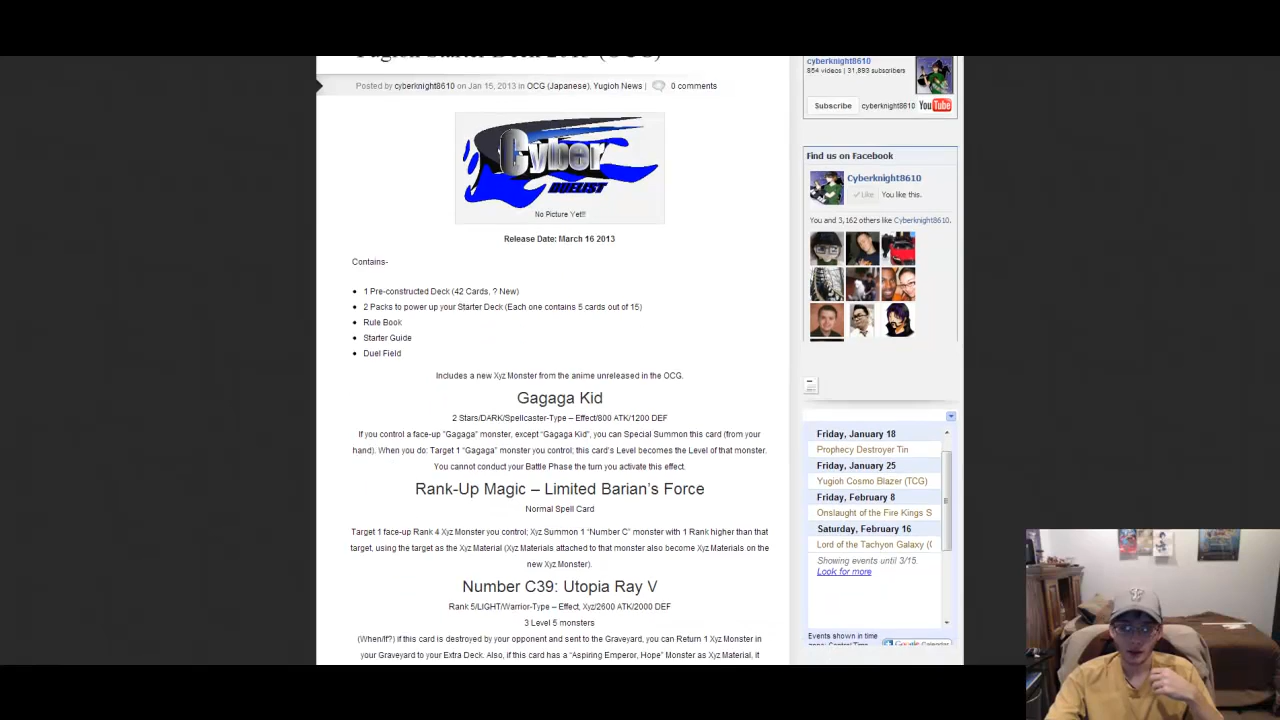 Yugioh Starter Deck 2013 (OCG)
Posted by cyberknight8610 on Jan 15, 2013 in OCG (Japanese), Yugioh News | 0 comments
Cyber
DUELIST
No Picture Yet!!
Release Date: March 16 2013
Contains-
1 Pre-constructed Deck (42 Cards, ? New)
2 Packs to power up your Starter Deck (Each one contains 5 cards out of 15)
Rule Book
Starter Guide
Duel Field
Includes a new Xyz Monster from the anime unreleased in the OCG.
Gagaga Kid
2 Stars/DARK/Spellcaster-Type – Effect/800 ATK/1200 DEF
If you control a face-up "Gagaga" monster, except "Gagaga Kid", you can Special Summon this card (from your
hand). When you do: Target 1 "Gagaga" monster you control; this card's Level becomes the Level of that monster.
You cannot conduct your Battle Phase the turn you activate this effect.
Rank-Up Magic – Limited Barian's Force
Normal Spell Card
Target 1 face-up Rank 4 Xyz Monster you control; Xyz Summon 1 "Number C" monster with 1 Rank higher than that
target, using the target as the Xyz Material (Xyz Materials attached to that monster also become Xyz Materials on the
new Xyz Monster).
Number C39: Utopia Ray V
Rank 5/LIGHT/Warrior-Type – Effect, Xyz/2600 ATK/2000 DEF
3 Level 5 monsters
(When/If?) if this card is destroyed by your opponent and sent to the Graveyard, you can Return 1 Xyz Monster in
your Graveyard to your Extra Deck. Also, if this card has a "Aspiring Emperor, Hope" Monster as Xyz Material, it
cyberknight8610
854 videos | 31,893 subscribers
Subscribe cyberknight8610 YouTube
Find us on Facebook
Cyberknight8610
Like You like this.
You and 3,162 others like Cyberknight8610.
Friday, January 18
Prophecy Destroyer Tin
Friday, January 25
Yugioh Cosmo Blazer (TCG)
Friday, February 8
Onslaught of the Fire Kings S
Saturday, February 16
Lord of the Tachyon Galaxy (
Showing events until 3/15.
Look for more
Events shown in time
zone: Central Time
Google Calendar